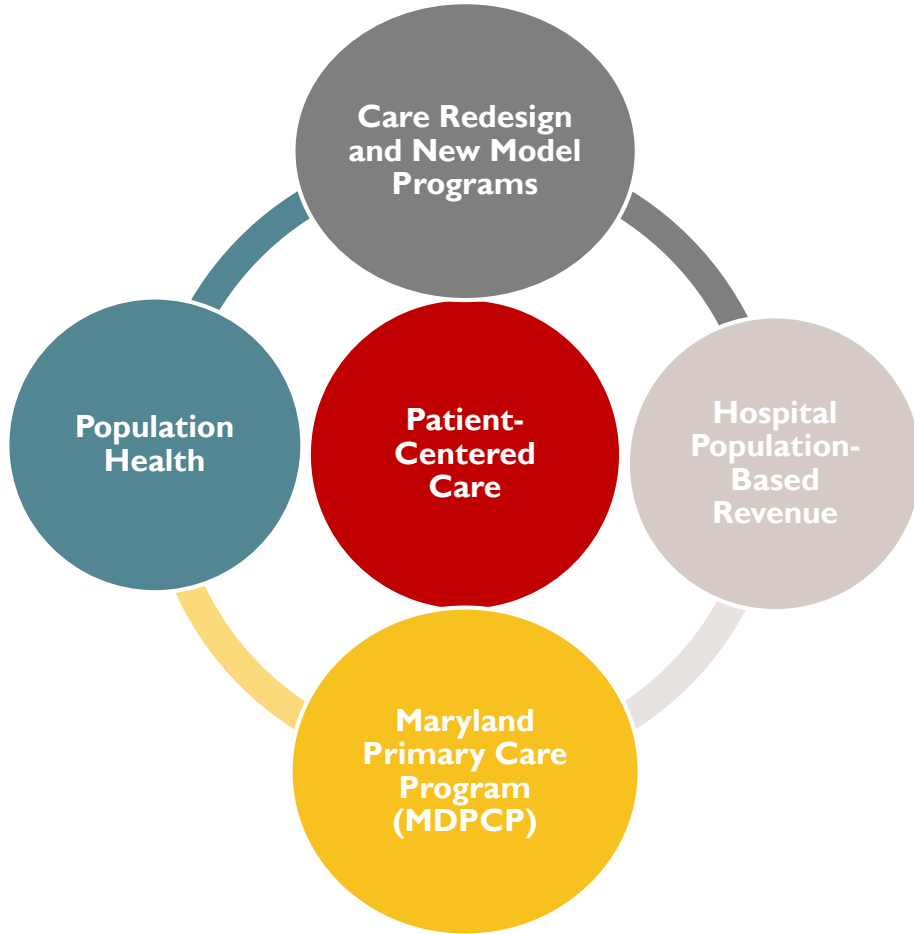 Care Redesign
and New Model
Programs
Population
Health
Patient-
Centered
Care
Hospital
Population-
Based
Revenue
Maryland
Primary Care
Program
(MDPCP)